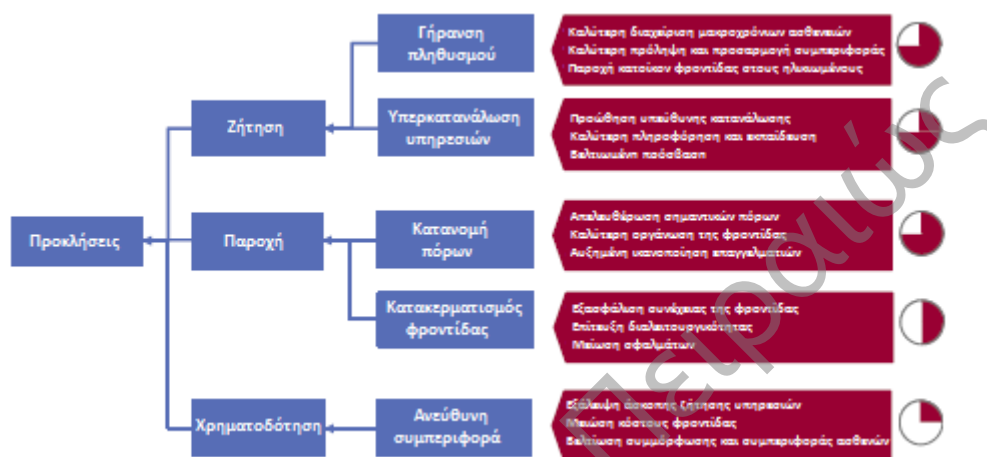 Γήρανση
πληθυσμού
Καλύτερη διαχείριση μακροχρόνιων ασθενειών
Καλύτερη πρόληψη και προσαρμογή συμπεριφοράς
Παροχή κατοίκον φροντίδας στους ηλικιωμένους
Ζήτηση
Υπερκατανάλωση
υπηρεσιών
Προώθηση υπεύθυνης κατανάλωσης
Καλύτερη πληροφόρηση και εκπαίδευση
Βελτιωμένη πρόσβαση
Προκλήσεις
Παροχή
Κατανομή
πόρων
Απελευθέρωση σημαντικών πόρων
Καλύτερη οργάνωση της φροντίδας
Αυξημένη ικανοποίηση επαγγελματιών
Κατακερματισμός
φροντίδας
Εξασφάλιση συνέχειας της φροντίδας
Επίτευξη διαλειτουργικότητας
Μείωση σφαλμάτων
Χρηματοδότηση
Ανεύθυνη
συμπεριφορά
Εξάλειψη άσκοπης ζήτησης υπηρεσιών
Μείωση κόστους φροντίδας
Βελτίωση συμμόρφωσης και συμπεριφοράς ασθενών
Πειραιώς